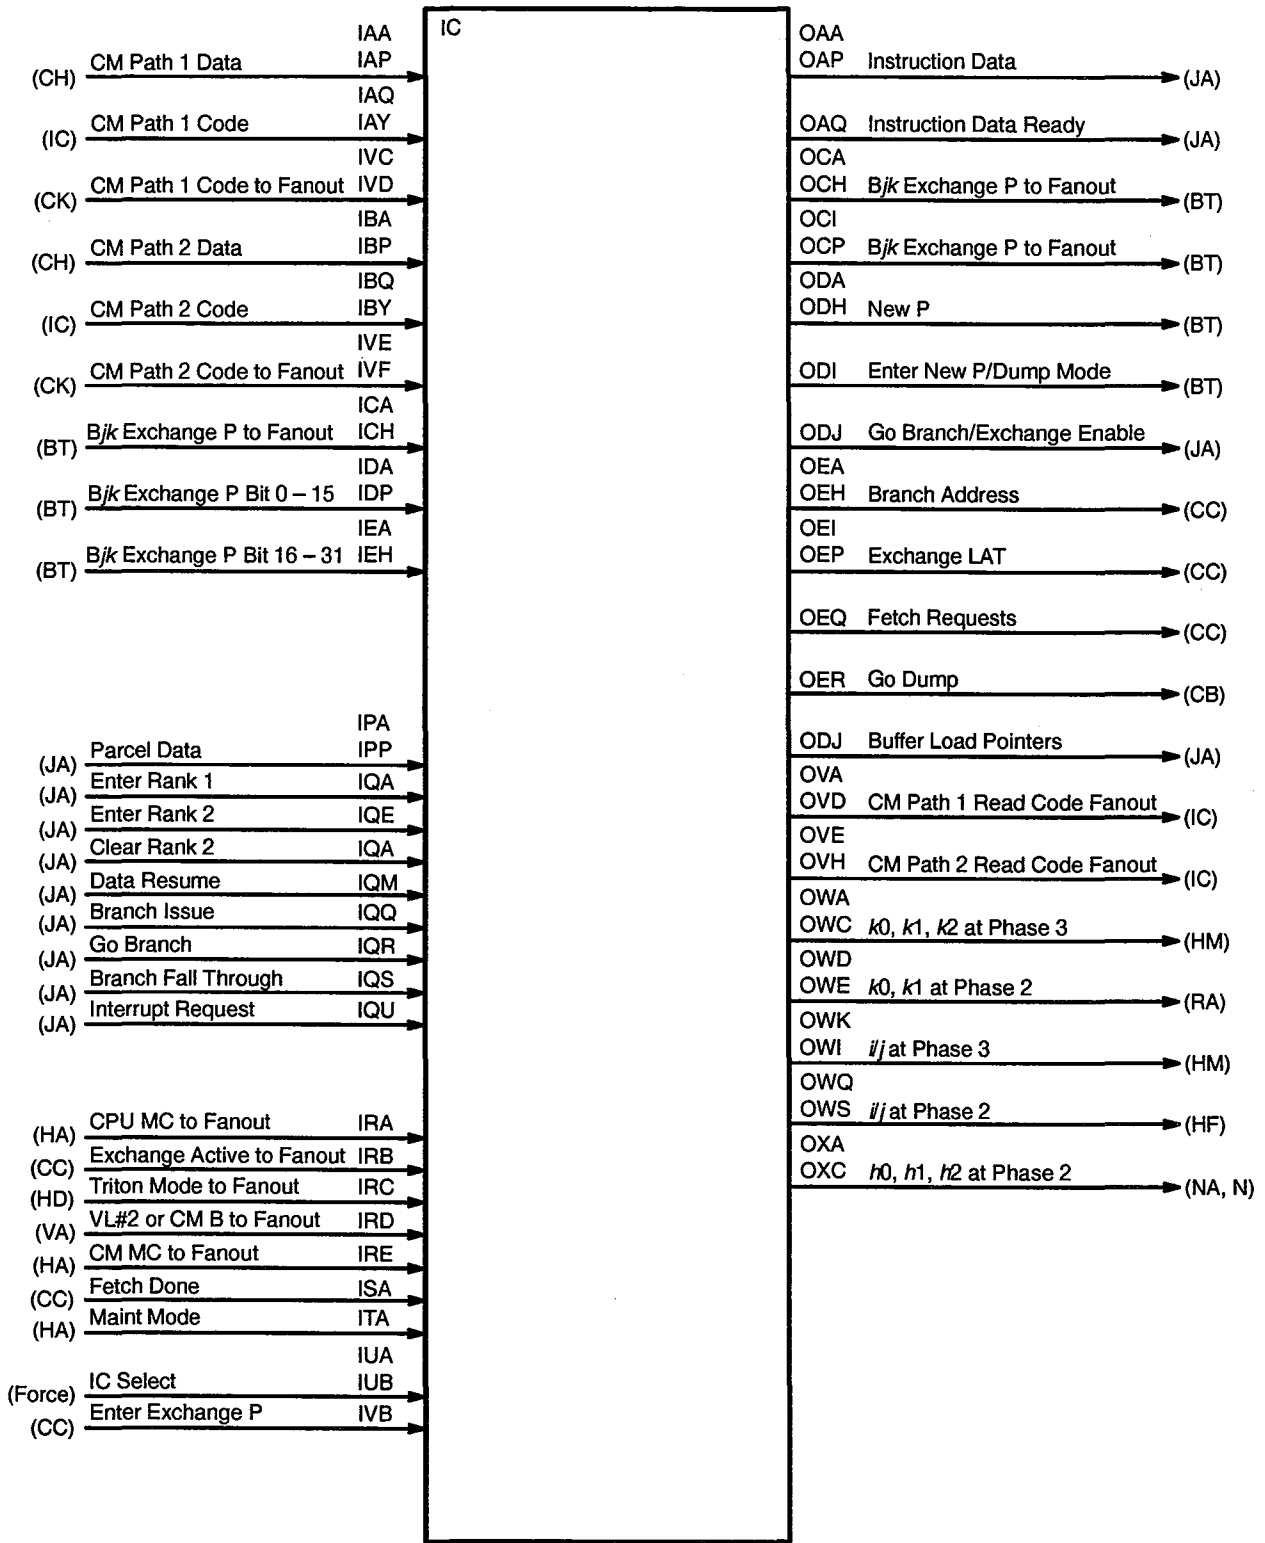 IC
IAA
(CH) CM Path 1 Data IAP
IAQ
(IC) CM Path 1 Code IAY
IVC
(CK) CM Path 1 Code to Fanout IVD
IBA
(CH) CM Path 2 Data IBP
IBQ
(IC) CM Path 2 Code IBY
IVE
(CK) CM Path 2 Code to Fanout IVF
ICA
(BT) Bjk Exchange P to Fanout ICH
IDA
(BT) Bjk Exchange P Bit 0 – 15 IDP
IEA
(BT) Bjk Exchange P Bit 16 – 31 IEH
IPA
(JA) Parcel Data IPP
(JA) Enter Rank 1 IQA
(JA) Enter Rank 2 IQE
(JA) Clear Rank 2 IQA
(JA) Data Resume IQM
(JA) Branch Issue IQQ
(JA) Go Branch IQR
(JA) Branch Fall Through IQS
(JA) Interrupt Request IQU
(HA) CPU MC to Fanout IRA
(CC) Exchange Active to Fanout IRB
(HD) Triton Mode to Fanout IRC
(VA) VL#2 or CM B to Fanout IRD
(HA) CM MC to Fanout IRE
(CC) Fetch Done ISA
(HA) Maint Mode ITA
IUA
(Force) IC Select IUB
(CC) Enter Exchange P IVB
OAA
OAP Instruction Data (JA)
OAQ Instruction Data Ready (JA)
OCA
OCH Bjk Exchange P to Fanout (BT)
OCI
OCP Bjk Exchange P to Fanout (BT)
ODA
ODH New P (BT)
ODI Enter New P/Dump Mode (BT)
ODJ Go Branch/Exchange Enable (JA)
OEA
OEH Branch Address (CC)
OEI
OEP Exchange LAT (CC)
OEQ Fetch Requests (CC)
OER Go Dump (CB)
ODJ Buffer Load Pointers (JA)
OVA
OVD CM Path 1 Read Code Fanout (IC)
OVE
OVH CM Path 2 Read Code Fanout (IC)
OWA
OWC k0, k1, k2 at Phase 3 (HM)
OWD
OWE k0, k1 at Phase 2 (RA)
OWK
OWI i/j at Phase 3 (HM)
OWQ
OWS i/j at Phase 2 (HF)
OXA
OXC h0, h1, h2 at Phase 2 (NA, N)